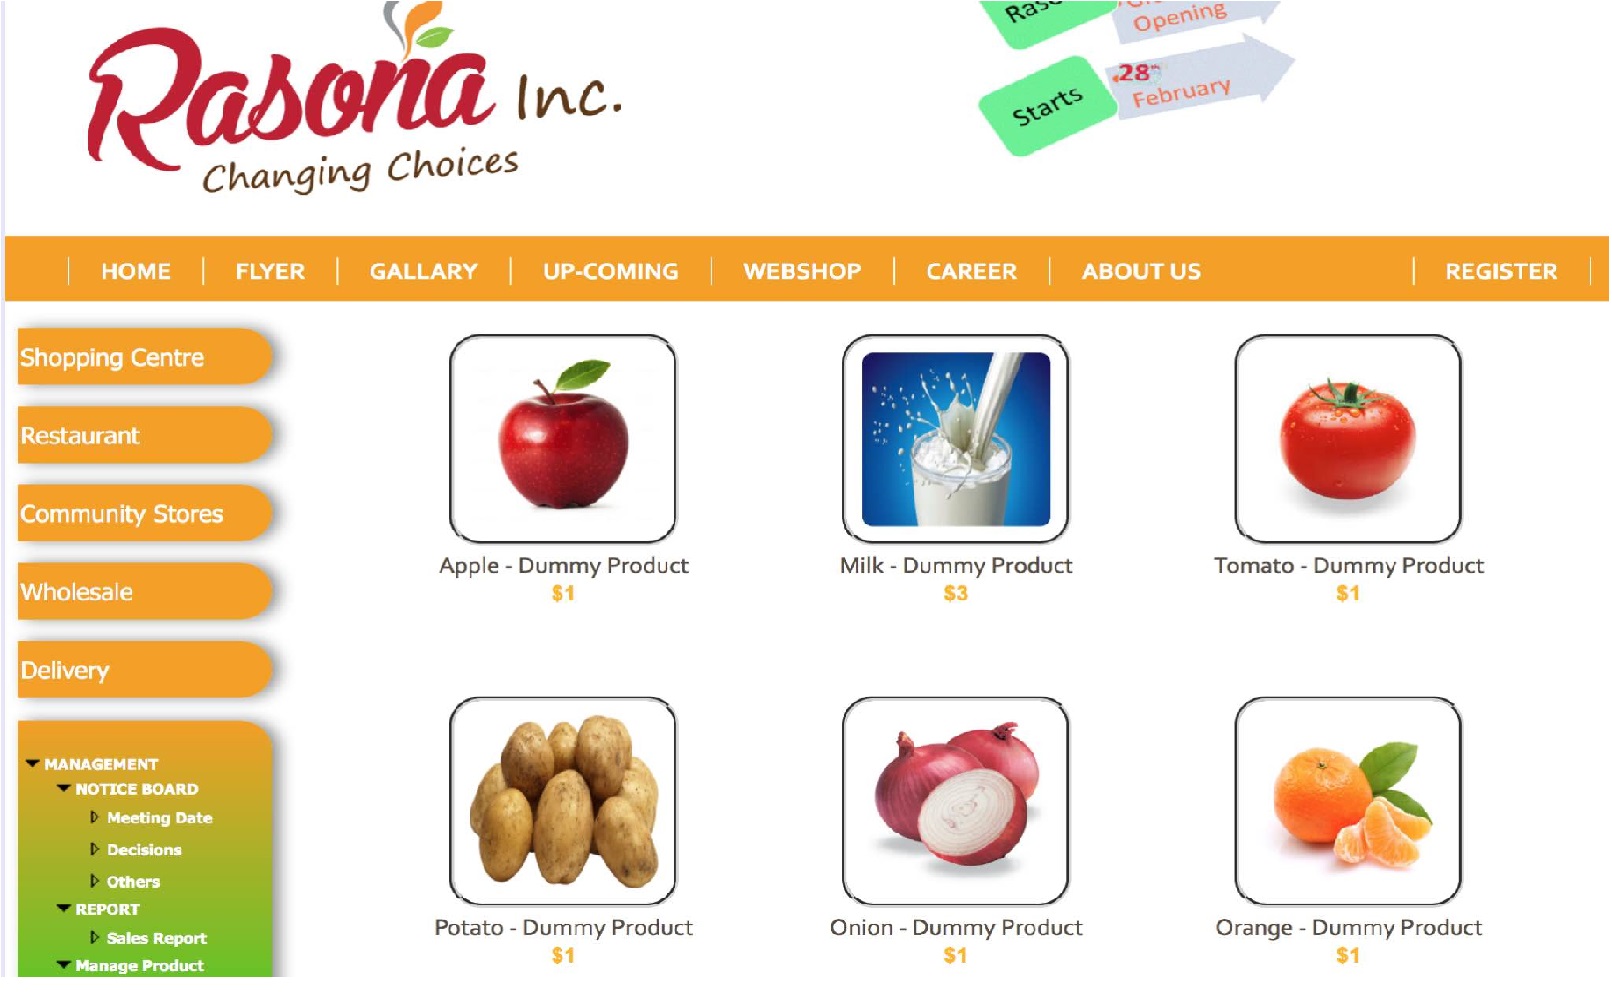 Rasona Inc.
Changing Choices
Opening
Starts
28th
February
HOME
FLYER
GALLARY
UP-COMING
WEBSHOP
CAREER
ABOUT US
REGISTER
Shopping Centre
Restaurant
Community Stores
Wholesale
Delivery
MANAGEMENT
NOTICE BOARD
Meeting Date
Decisions
Others
REPORT
Sales Report
Manage Product
Apple - Dummy Product
$1
Milk - Dummy Product
$3
Tomato - Dummy Product
$1
Potato - Dummy Product
$1
Onion - Dummy Product
$1
Orange - Dummy Product
$1